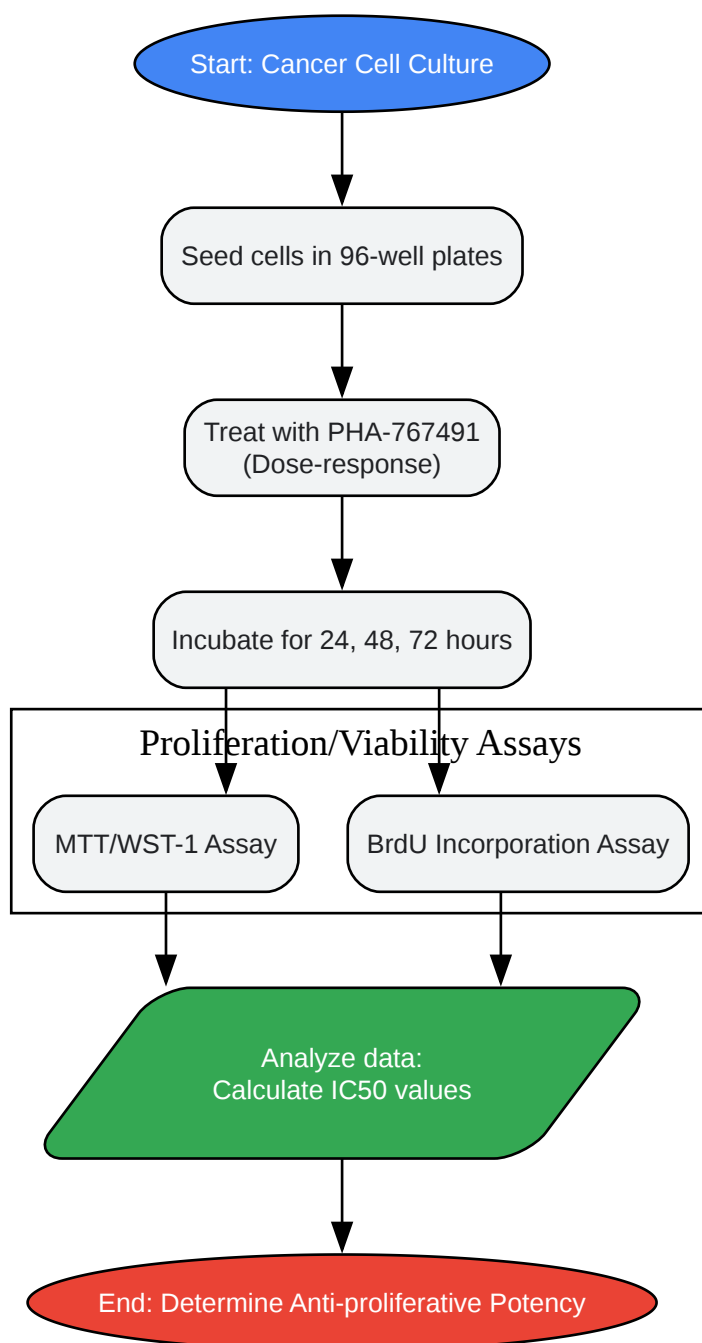 Start: Cancer Cell Culture
Seed cells in 96-well plates
Treat with PHA-767491
(Dose-response)
Incubate for 24, 48, 72 hours
Proliferation/Viability Assays
MTT/WST-1 Assay
BrdU Incorporation Assay
Analyze data:
Calculate IC50 values
End: Determine Anti-proliferative Potency